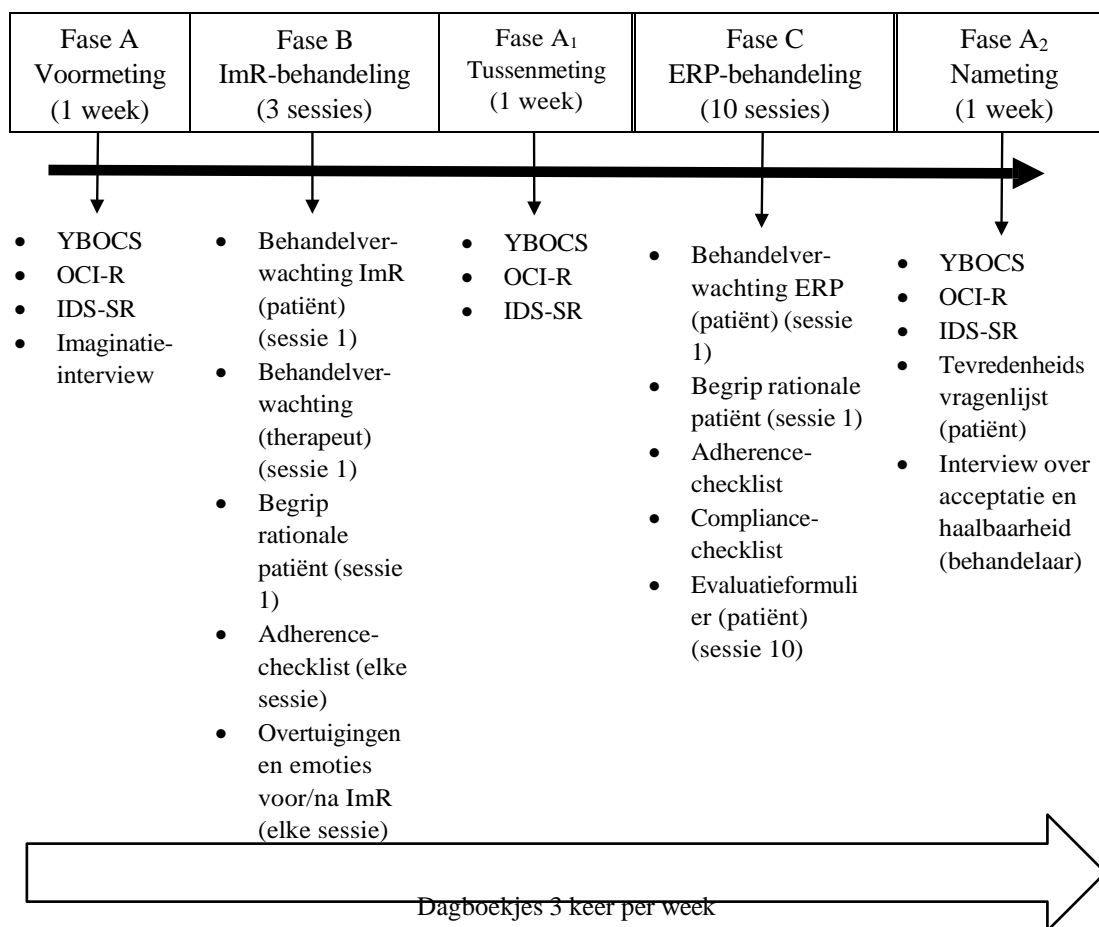 Fase A
Voormeting
(1 week)
Fase B
ImR-behandeling
(3 sessies)
Fase A₁
Tussenmeting
(1 week)
Fase C
ERP-behandeling
(10 sessies)
Fase A₂
Nameting
(1 week)
• YBOCS
• OCI-R
• IDS-SR
• Imaginatie-
interview
• Behandelver-
wachting ImR
(patiënt)
(sessie 1)
• Behandelver-
wachting
(therapeut)
(sessie 1)
• Begrip
rationale
patiënt (sessie
1)
• Adherence-
checklist (elke
sessie)
• Overtuigingen
en emoties
voor/na ImR
(elke sessie)
• YBOCS
• OCI-R
• IDS-SR
• Behandelver-
wachting ERP
(patiënt) (sessie
1)
• Begrip rationale
patiënt (sessie 1)
• Adherence-
checklist
• Compliance-
checklist
• Evaluatieformuli
er (patiënt)
(sessie 10)
• YBOCS
• OCI-R
• IDS-SR
• Tevredenheids
vragenlijst
(patiënt)
• Interview over
acceptatie en
haalbaarheid
(behandelaar)
Dagboekjes 3 keer per week